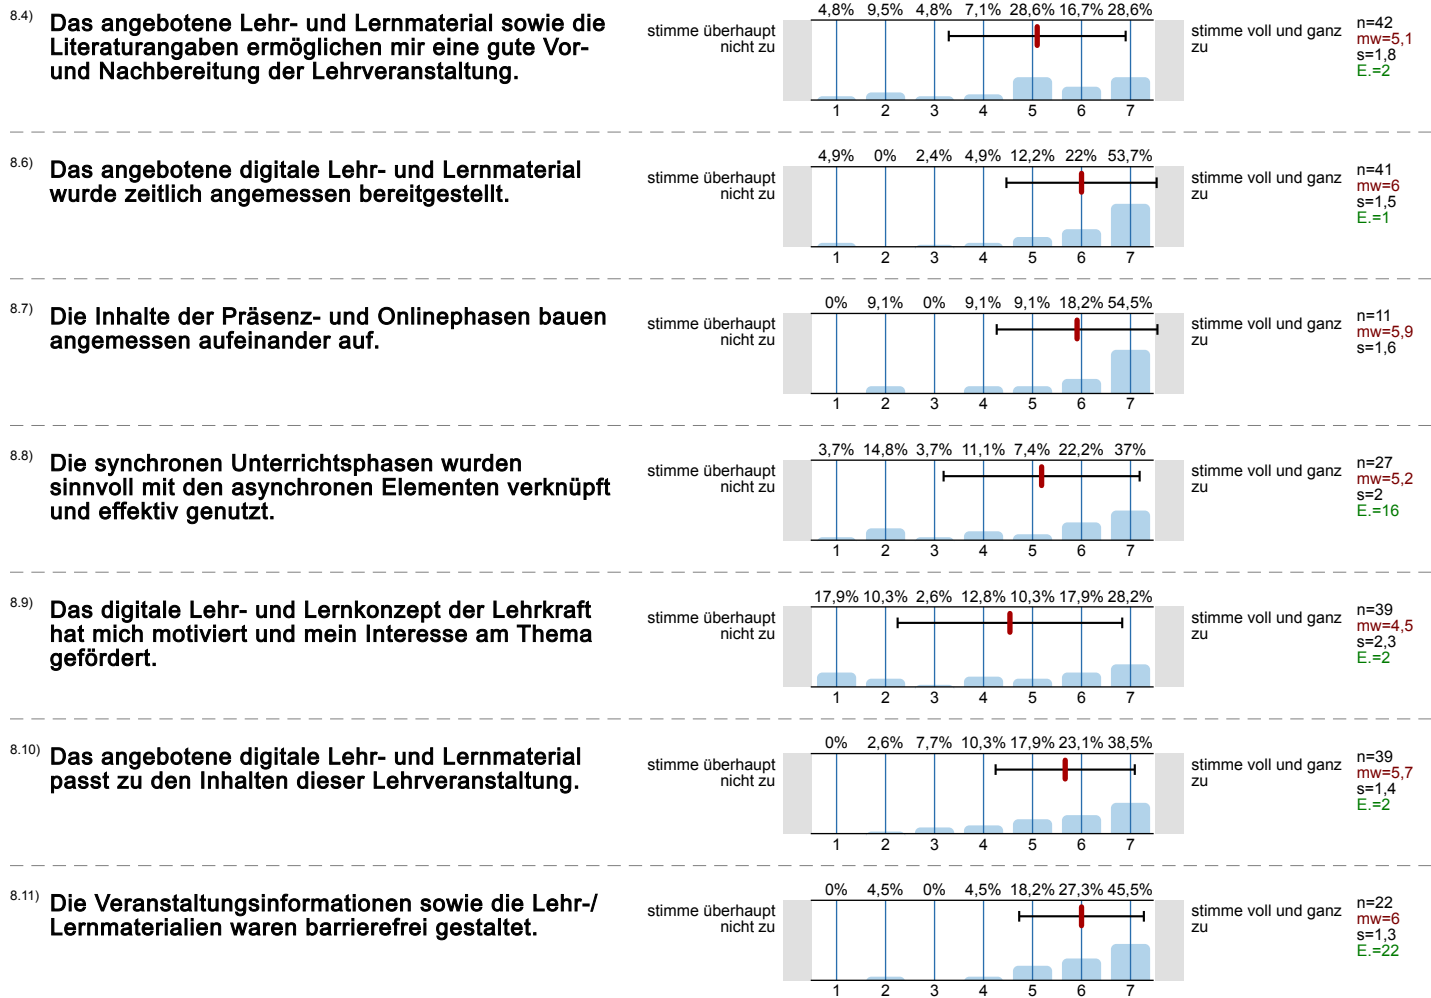 8.4) Das angebotene Lehr- und Lernmaterial sowie die
Literaturangaben ermöglichen mir eine gute Vor-
und Nachbereitung der Lehrveranstaltung.
stimme überhaupt
nicht zu
4,8% 9,5% 4,8% 7,1% 28,6% 16,7% 28,6%
1 2 3 4 5 6 7
stimme voll und ganz
zu
n=42
mw=5,1
s=1,8
E.=2
8.6) Das angebotene digitale Lehr- und Lernmaterial
wurde zeitlich angemessen bereitgestellt.
stimme überhaupt
nicht zu
4,9% 0% 2,4% 4,9% 12,2% 22% 53,7%
1 2 3 4 5 6 7
stimme voll und ganz
zu
n=41
mw=6
s=1,5
E.=1
8.7) Die Inhalte der Präsenz- und Onlinephasen bauen
angemessen aufeinander auf.
stimme überhaupt
nicht zu
0% 9,1% 0% 9,1% 9,1% 18,2% 54,5%
1 2 3 4 5 6 7
stimme voll und ganz
zu
n=11
mw=5,9
s=1,6
8.8) Die synchronen Unterrichtsphasen wurden
sinnvoll mit den asynchronen Elementen verknüpft
und effektiv genutzt.
stimme überhaupt
nicht zu
3,7% 14,8% 3,7% 11,1% 7,4% 22,2% 37%
1 2 3 4 5 6 7
stimme voll und ganz
zu
n=27
mw=5,2
s=2
E.=16
8.9) Das digitale Lehr- und Lernkonzept der Lehrkraft
hat mich motiviert und mein Interesse am Thema
gefördert.
stimme überhaupt
nicht zu
17,9% 10,3% 2,6% 12,8% 10,3% 17,9% 28,2%
1 2 3 4 5 6 7
stimme voll und ganz
zu
n=39
mw=4,5
s=2,3
E.=2
8.10) Das angebotene digitale Lehr- und Lernmaterial
passt zu den Inhalten dieser Lehrveranstaltung.
stimme überhaupt
nicht zu
0% 2,6% 7,7% 10,3% 17,9% 23,1% 38,5%
1 2 3 4 5 6 7
stimme voll und ganz
zu
n=39
mw=5,7
s=1,4
E.=2
8.11) Die Veranstaltungsinformationen sowie die Lehr-/
Lernmaterialien waren barrierefrei gestaltet.
stimme überhaupt
nicht zu
0% 4,5% 0% 4,5% 18,2% 27,3% 45,5%
1 2 3 4 5 6 7
stimme voll und ganz
zu
n=22
mw=6
s=1,3
E.=22